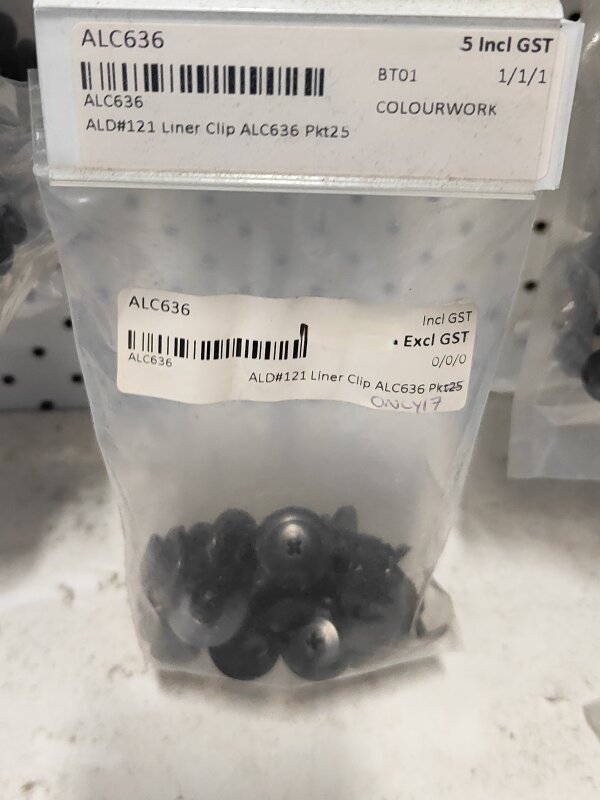 ALC636
5 Incl GST
BT01
1/1/1
ALC636
COLOURWORK
ALD#121 Liner Clip ALC636 Pkt25
ALC636
Incl GST
Excl GST
ALC636
0/0/0
ALD#121 Liner Clip ALC636 Pkt25
ONLY17